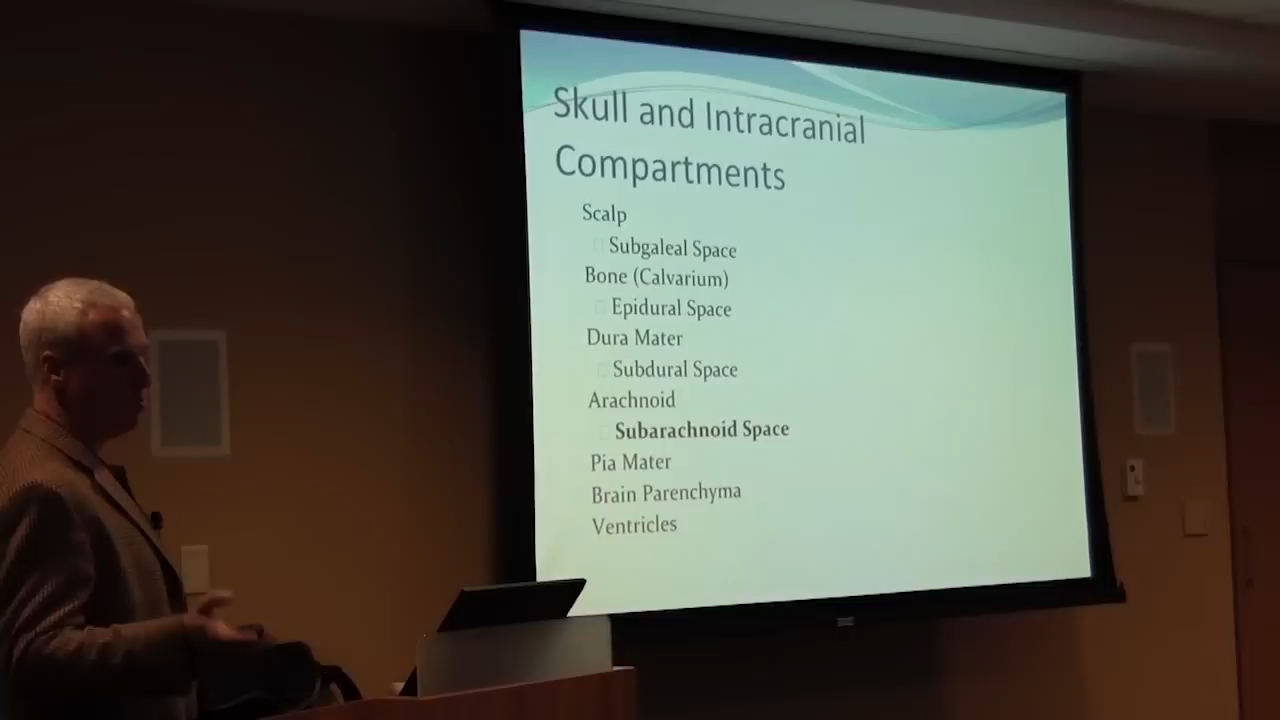 Skull and Intracranial
Compartments
Scalp
Subgaleal Space
Bone (Calvarium)
Epidural Space
Dura Mater
Subdural Space
Arachnoid
Subarachnoid Space
Pia Mater
Brain Parenchyma
Ventricles